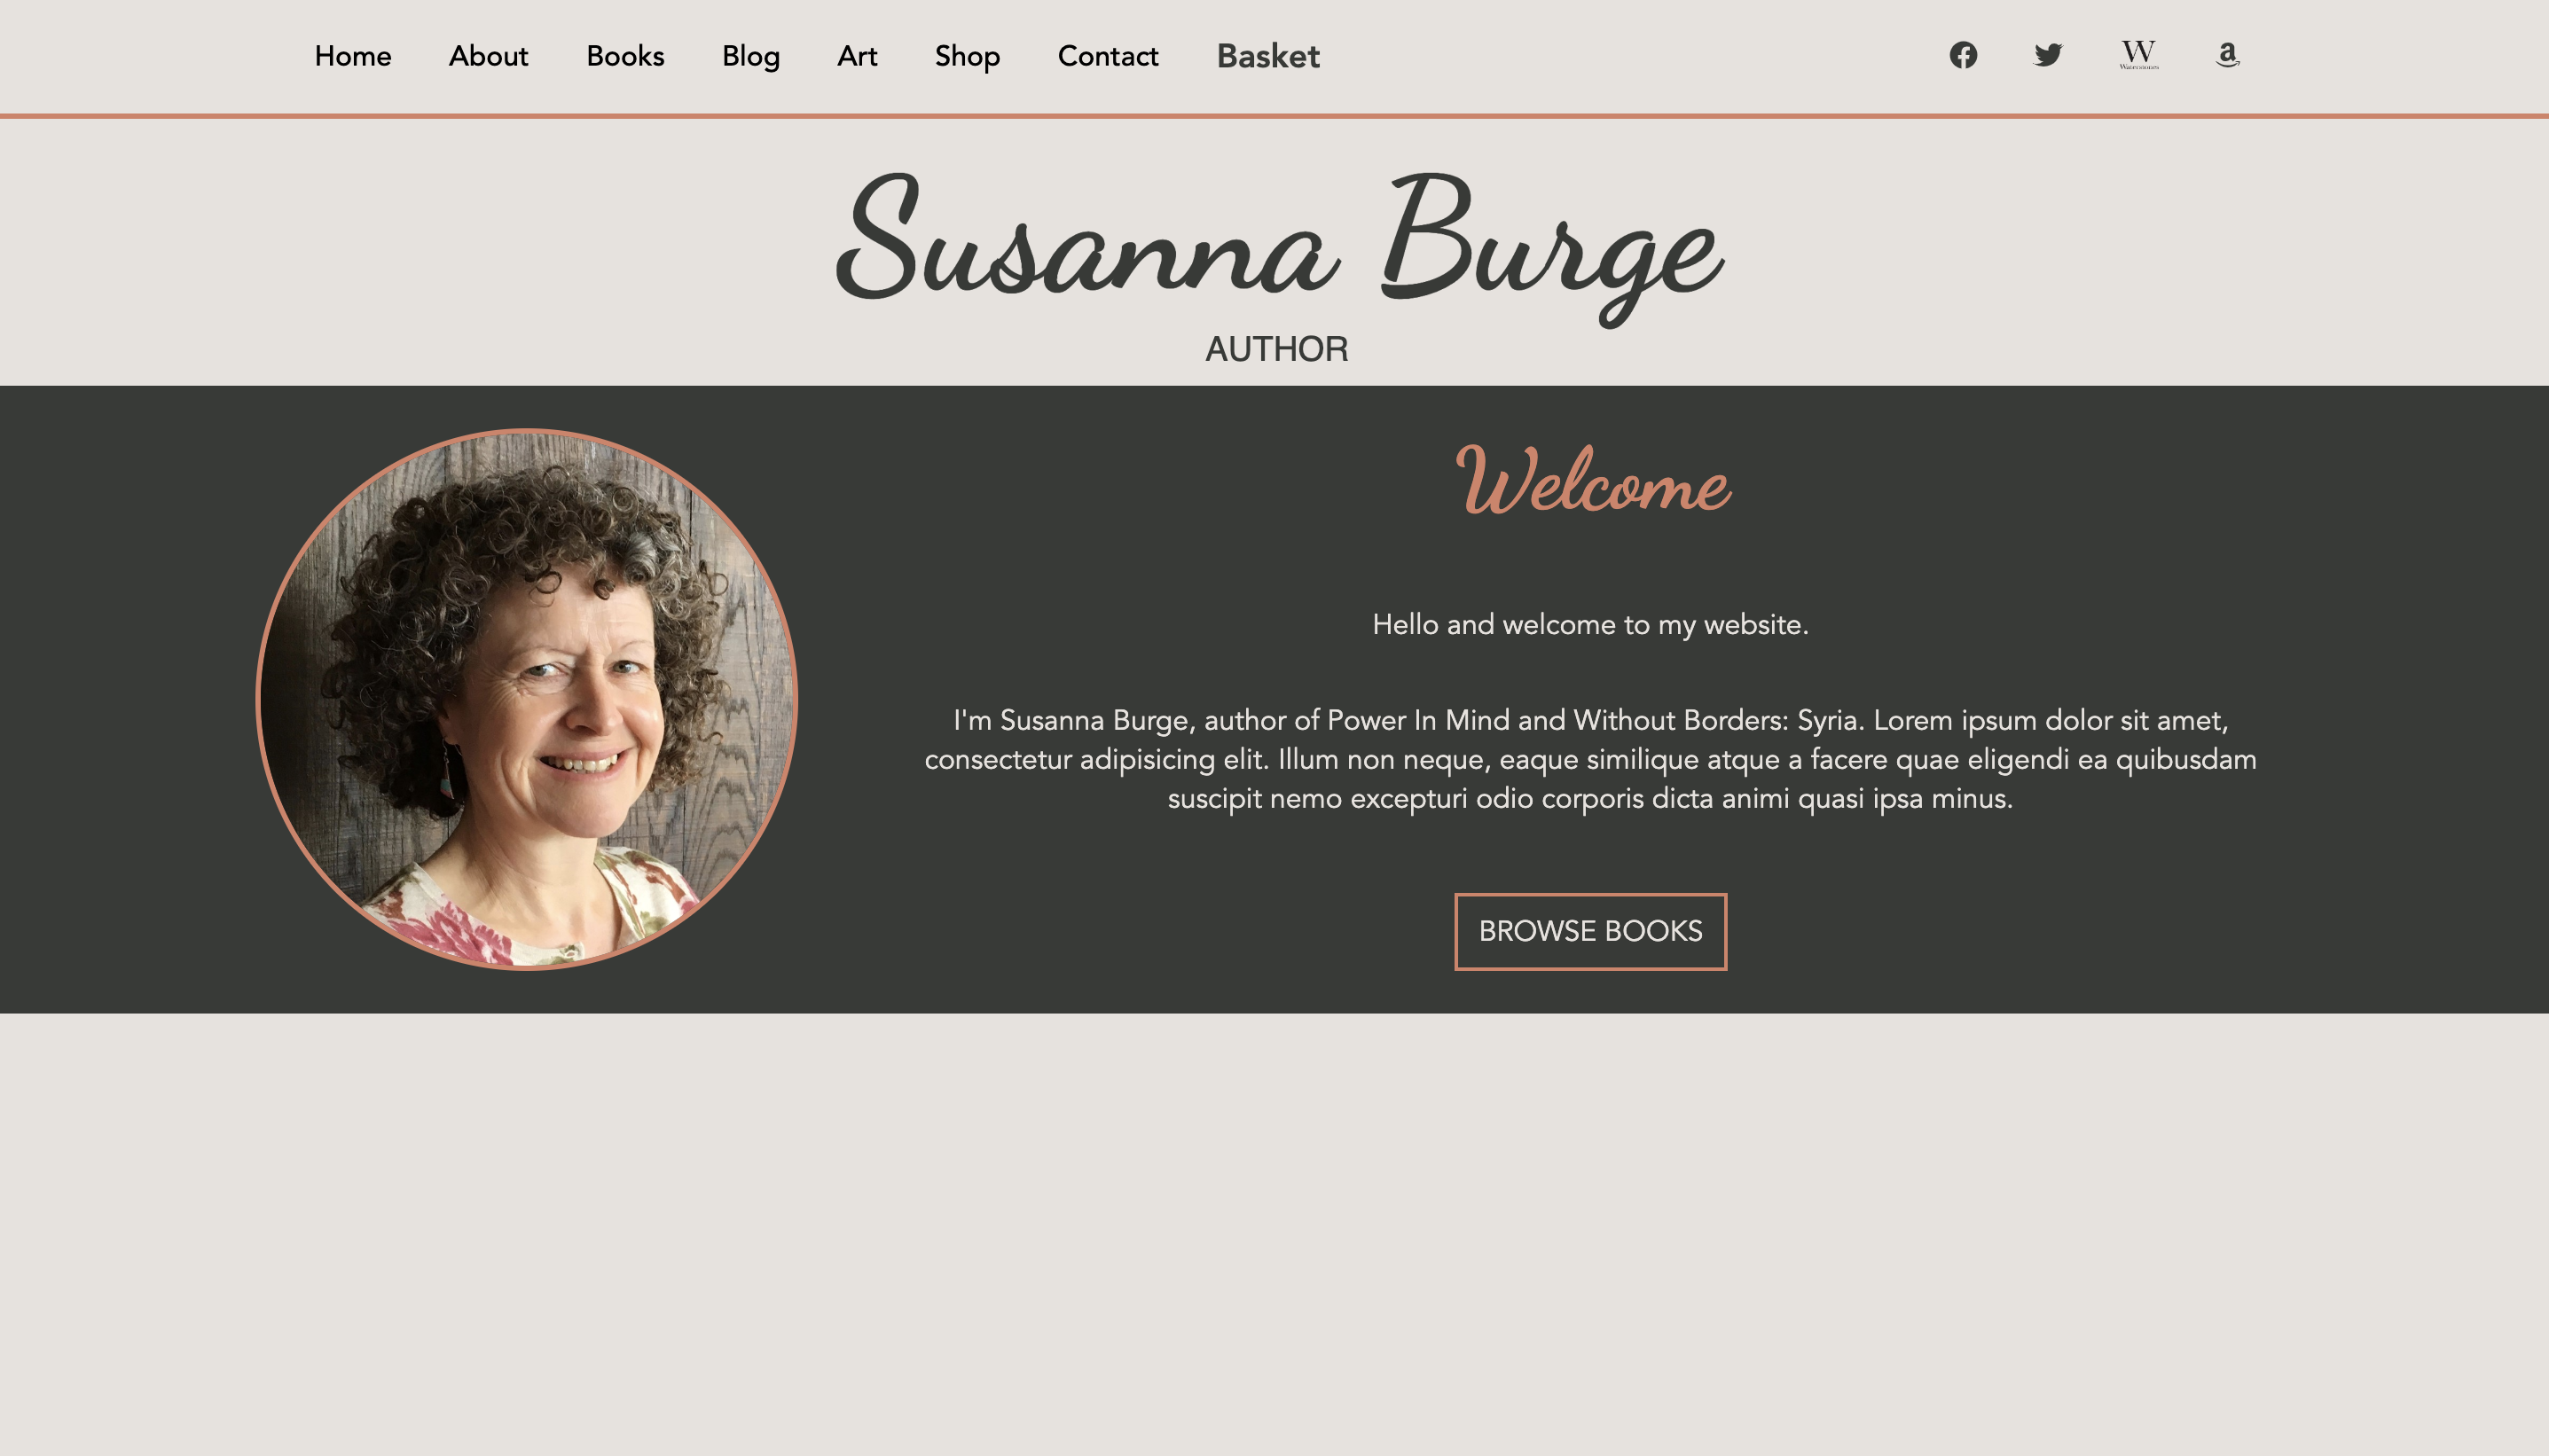 Home About Books Blog Art Shop Contact Basket
W
Waterstones
a
Susanna Burge
AUTHOR
Welcome
Hello and welcome to my website.
I'm Susanna Burge, author of Power In Mind and Without Borders: Syria. Lorem ipsum dolor sit amet,
consectetur adipisicing elit. Illum non neque, eaque similique atque a facere quae eligendi ea quibusdam
suscipit nemo excepturi odio corporis dicta animi quasi ipsa minus.
BROWSE BOOKS